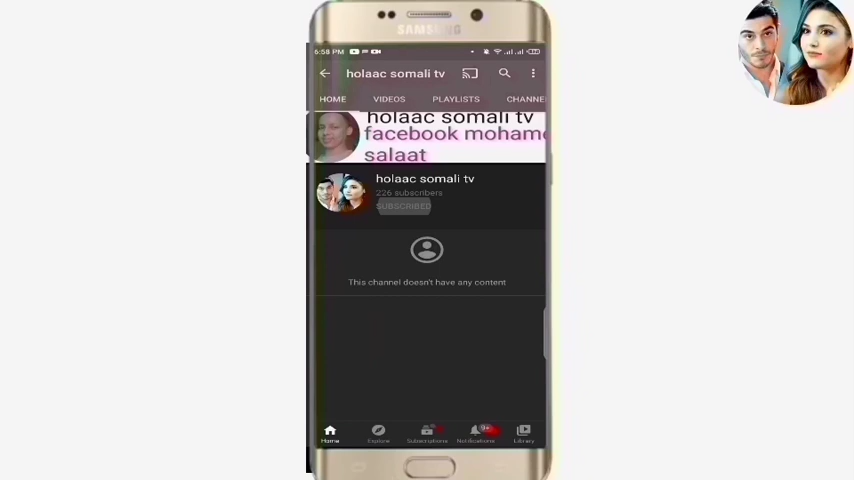 SAMSUNG
6:58 PM
holaac somali tv
HOME VIDEOS PLAYLISTS CHANNE
holaac somali tv
facebook mohame
salaat
holaac somali tv
226 subscribers
SUBSCRIBED
This channel doesn't have any content
Home Explore Subscriptions Notifications Library